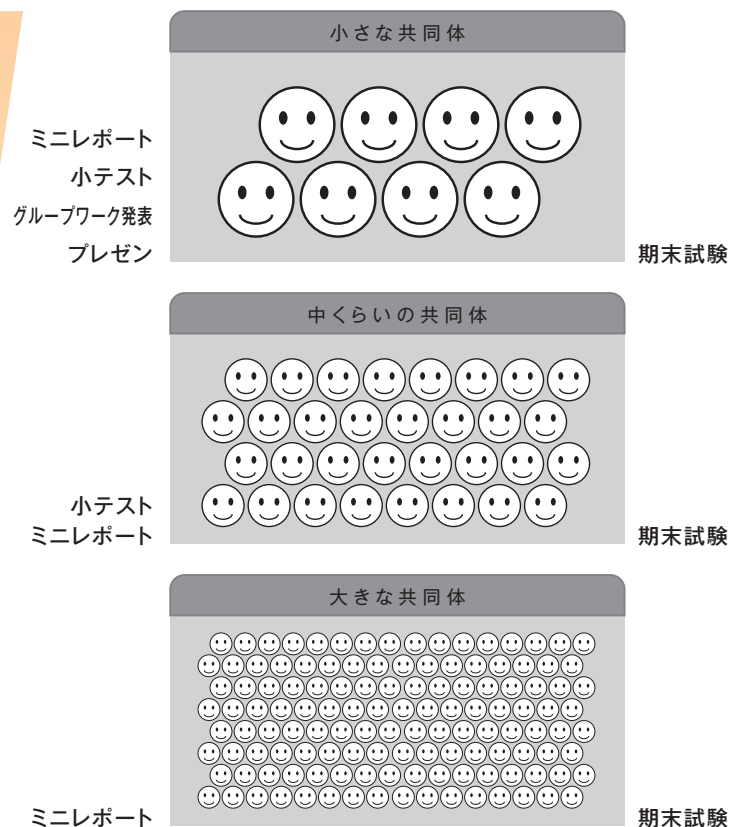 小さな共同体
ミニレポート
小テスト
グループワーク発表
プレゼン
期末試験
中くらいの共同体
小テスト
ミニレポート
期末試験
大きな共同体
ミニレポート
期末試験